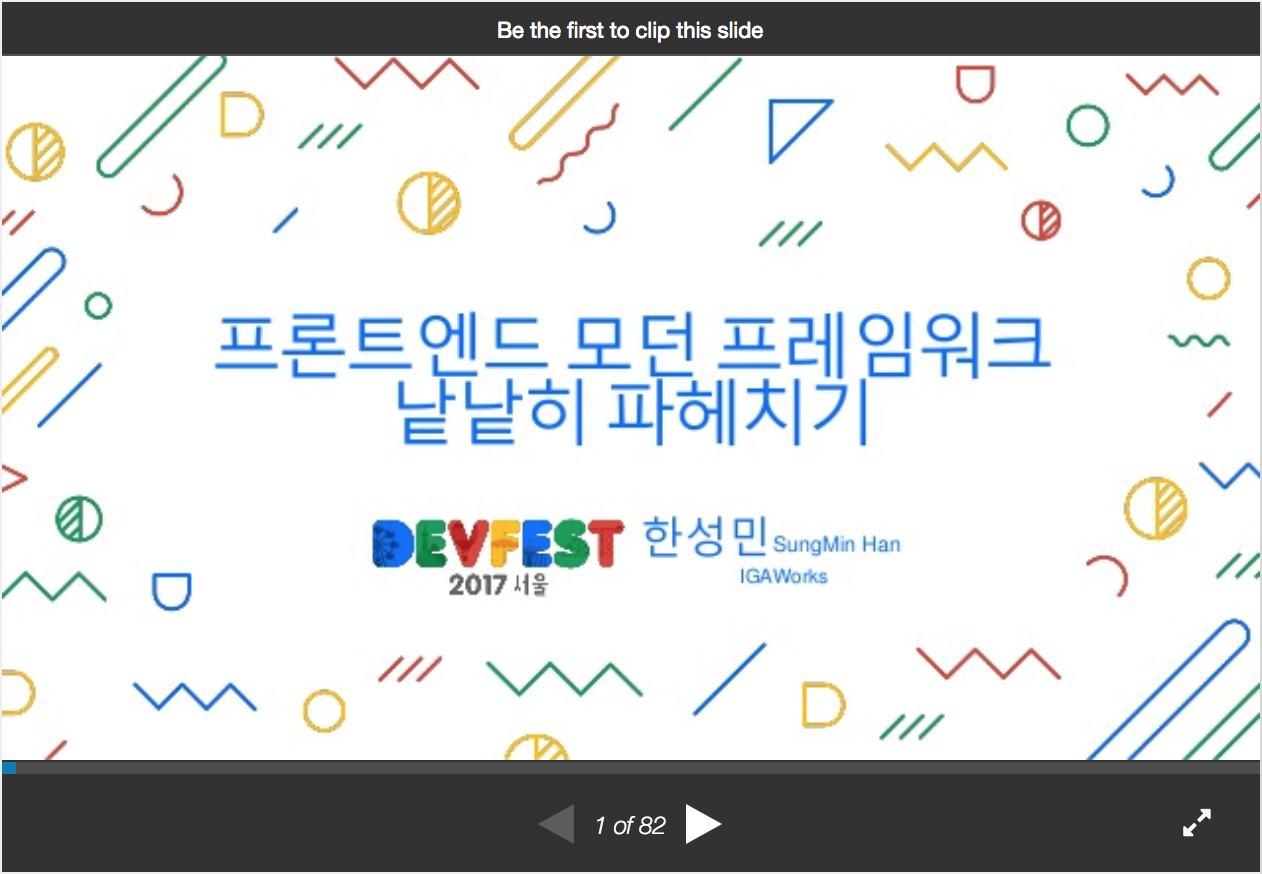 Be the first to clip this slide
프론트엔드 모던 프레임워크
낱낱히 파헤치기
DEVFEST
2017 서울
한성민 SungMin Han
IGAWorks
1 of 82